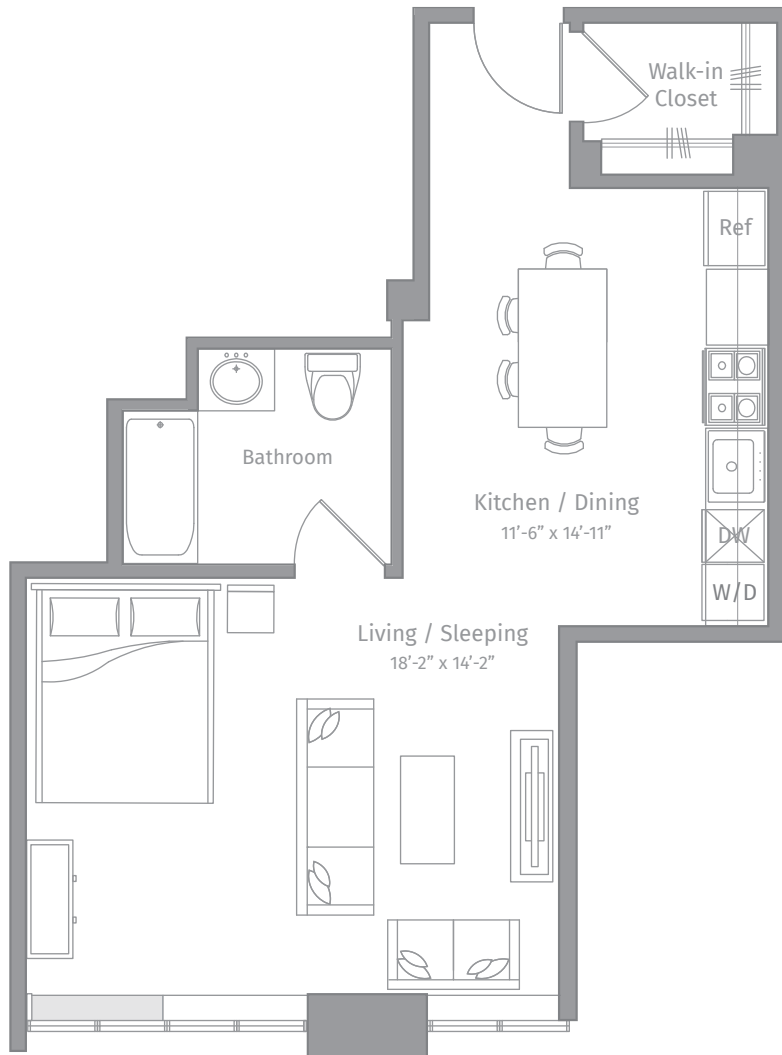 Walk-in
Closet
Ref
Bathroom
Kitchen / Dining
11’-6” x 14’-11”
DW
W/D
Living / Sleeping
18’-2” x 14’-2”